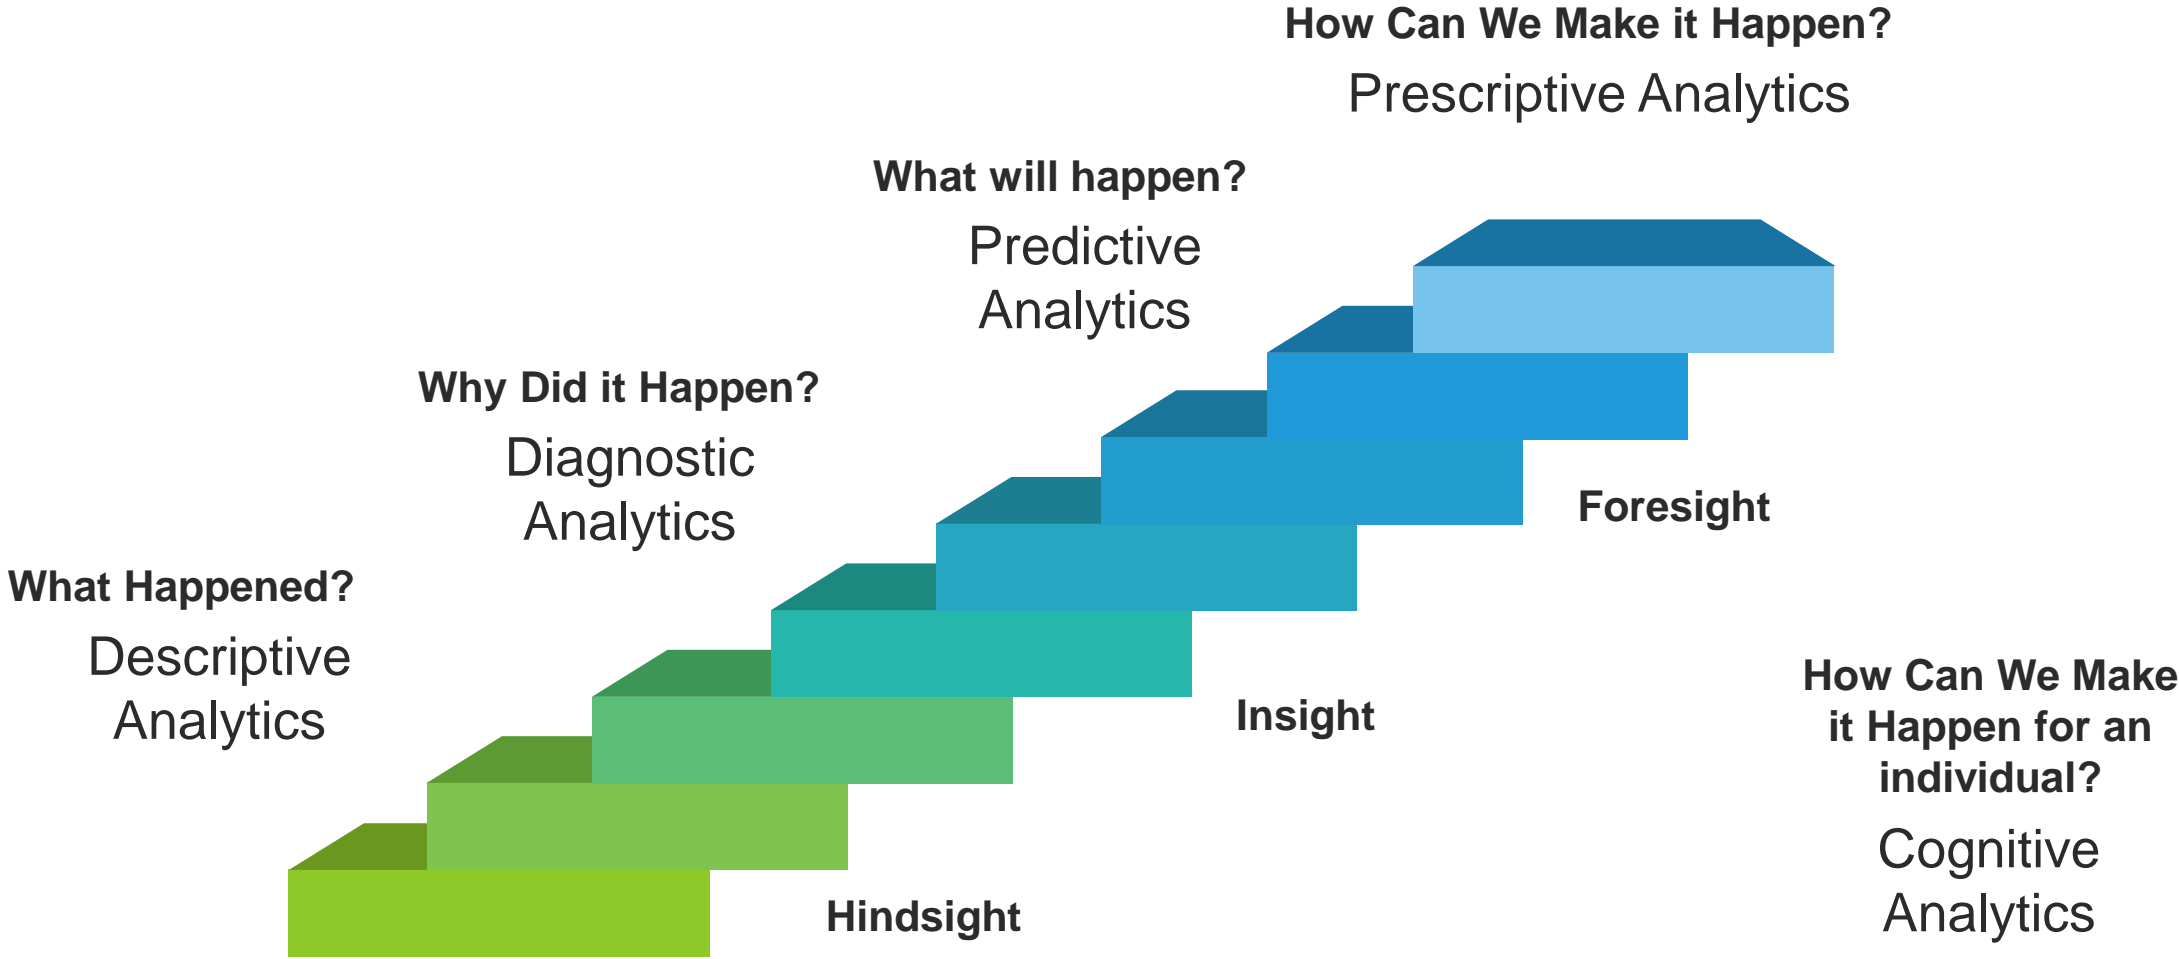 How Can We Make it Happen?
Prescriptive Analytics
What will happen?
Predictive
Analytics
Why Did it Happen?
Diagnostic
Analytics
What Happened?
Descriptive
Analytics
Foresight
Insight
Hindsight
How Can We Make
it Happen for an
individual?
Cognitive
Analytics